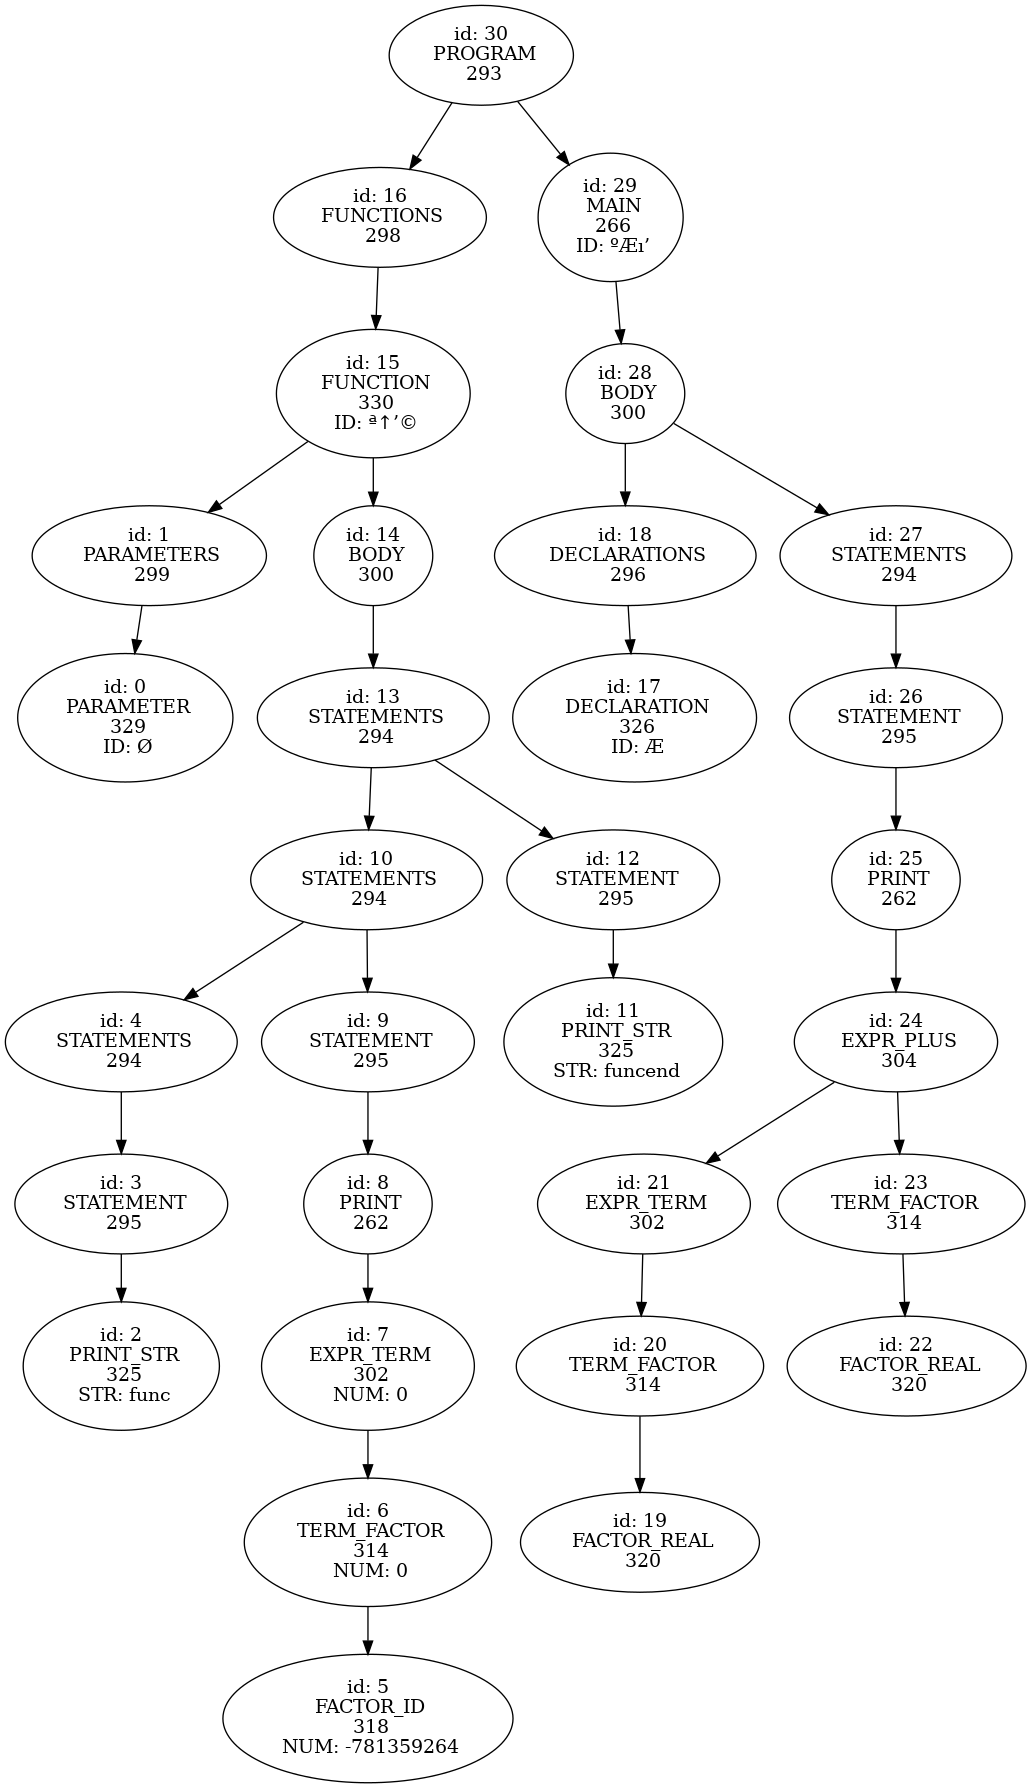 id: 30
PROGRAM
293
id: 16
FUNCTIONS
298
id: 29
MAIN
266
ID: ºÆı’
id: 15
FUNCTION
330
ID: ª↑’©
id: 28
BODY
300
id: 1
PARAMETERS
299
id: 14
BODY
300
id: 18
DECLARATIONS
296
id: 27
STATEMENTS
294
id: 0
PARAMETER
329
ID: Ø
id: 13
STATEMENTS
294
id: 17
DECLARATION
326
ID: Æ
id: 26
STATEMENT
295
id: 10
STATEMENTS
294
id: 12
STATEMENT
295
id: 25
PRINT
262
id: 4
STATEMENTS
294
id: 9
STATEMENT
295
id: 11
PRINT_STR
325
STR: funcend
id: 24
EXPR_PLUS
304
id: 3
STATEMENT
295
id: 8
PRINT
262
id: 21
EXPR_TERM
302
id: 23
TERM_FACTOR
314
id: 2
PRINT_STR
325
STR: func
id: 7
EXPR_TERM
302
NUM: 0
id: 20
TERM_FACTOR
314
id: 22
FACTOR_REAL
320
id: 6
TERM_FACTOR
314
NUM: 0
id: 19
FACTOR_REAL
320
id: 5
FACTOR_ID
318
NUM: -781359264